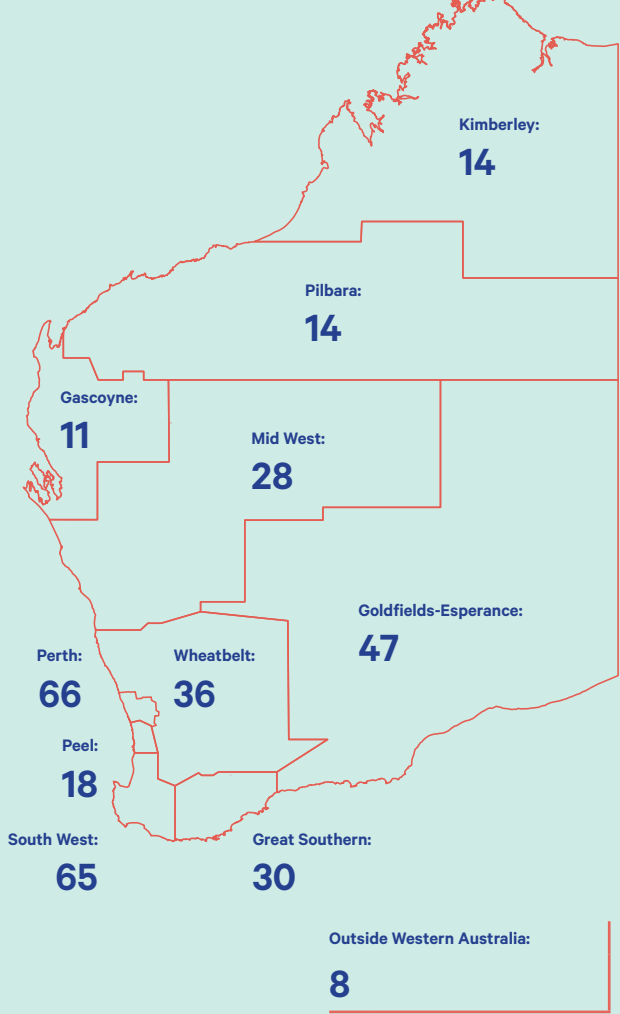 Kimberley:
14
Pilbara:
14
Gascoyne:
11
Mid West:
28
Goldfields-Esperance:
47
Perth:
66
Wheatbelt:
36
Peel:
18
South West:
65
Great Southern:
30
Outside Western Australia:
8